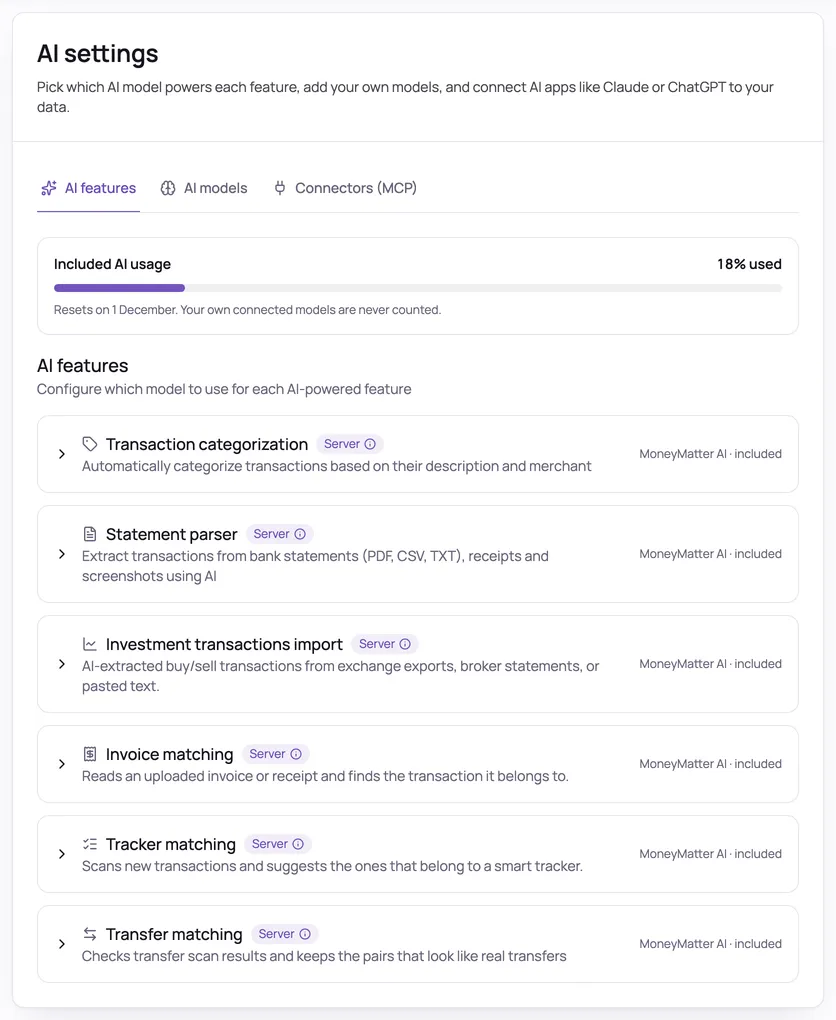 AI settings
Pick which AI model powers each feature, add your own models, and connect AI apps like Claude or ChatGPT to your
data.
AI features
AI models
Connectors (MCP)
Included AI usage
18% used
Resets on 1 December. Your own connected models are never counted.
AI features
Configure which model to use for each AI-powered feature
Transaction categorization Server
Automatically categorize transactions based on their description and merchant
MoneyMatter AI · included
Statement parser Server
Extract transactions from bank statements (PDF, CSV, TXT), receipts and
screenshots using AI
MoneyMatter AI · included
Investment transactions import Server
AI-extracted buy/sell transactions from exchange exports, broker statements, or
pasted text.
MoneyMatter AI · included
Invoice matching Server
Reads an uploaded invoice or receipt and finds the transaction it belongs to.
MoneyMatter AI · included
Tracker matching Server
Scans new transactions and suggests the ones that belong to a smart tracker.
MoneyMatter AI · included
Transfer matching Server
Checks transfer scan results and keeps the pairs that look like real transfers
MoneyMatter AI · included